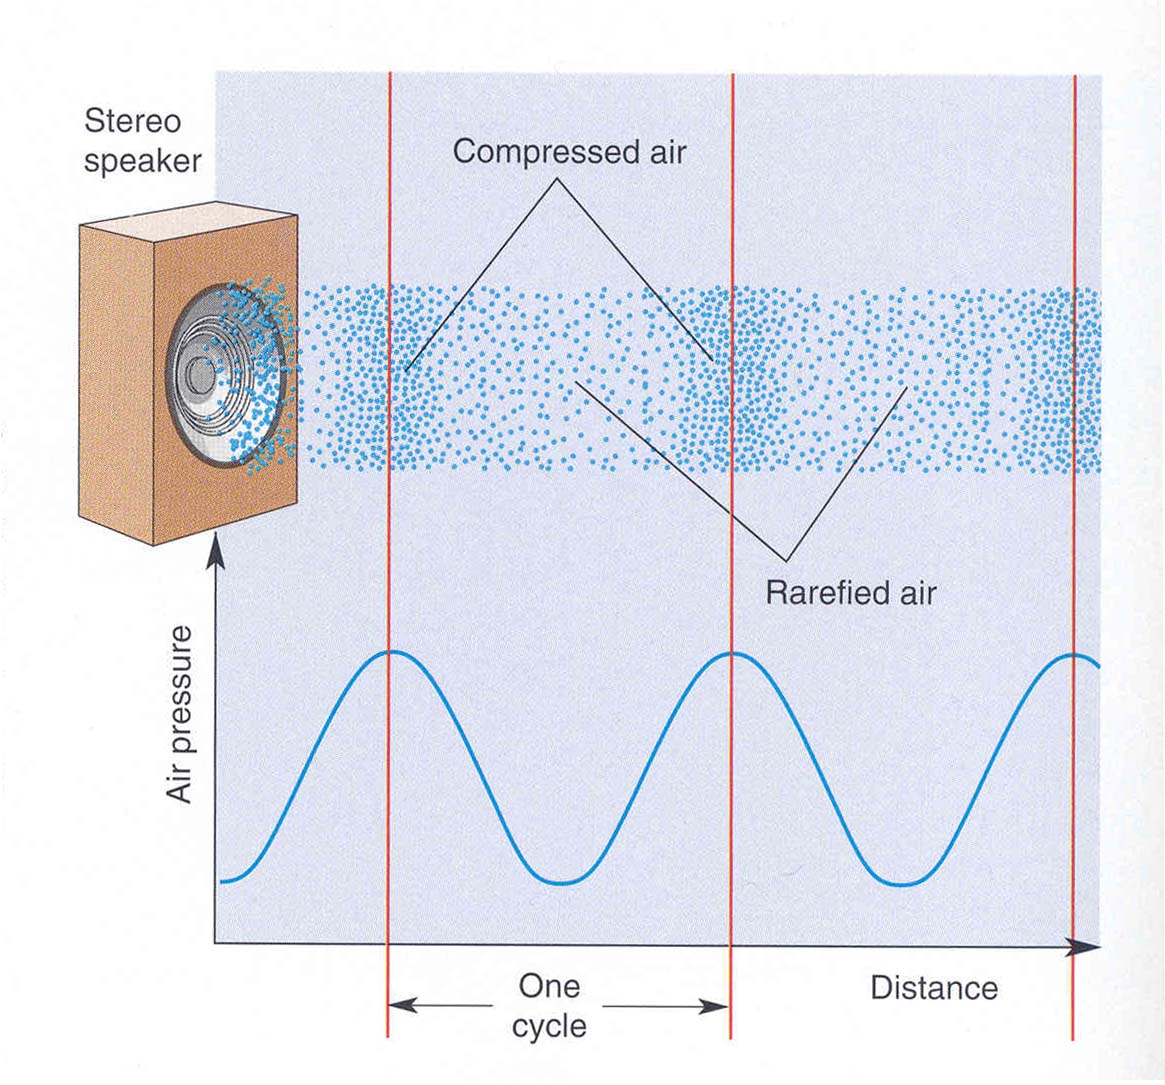 Stereo
speaker
Compressed air
Rarefied air
Air pressure
One
cycle
Distance